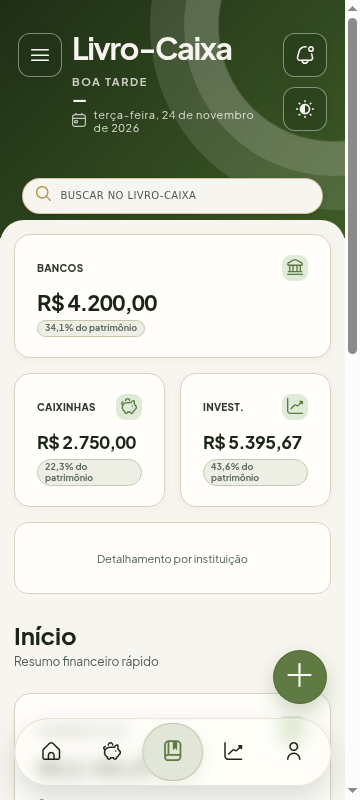 Livro-Caixa
BOA TARDE
terça-feira, 24 de novembro
de 2026
BUSCAR NO LIVRO-CAIXA
BANCOS
R$ 4.200,00
34,1% do patrimônio
CAIXINHAS
R$ 2.750,00
22,3% do
patrimônio
INVEST.
R$ 5.395,67
43,6% do
patrimônio
Detalhamento por instituição
Início
Resumo financeiro rápido